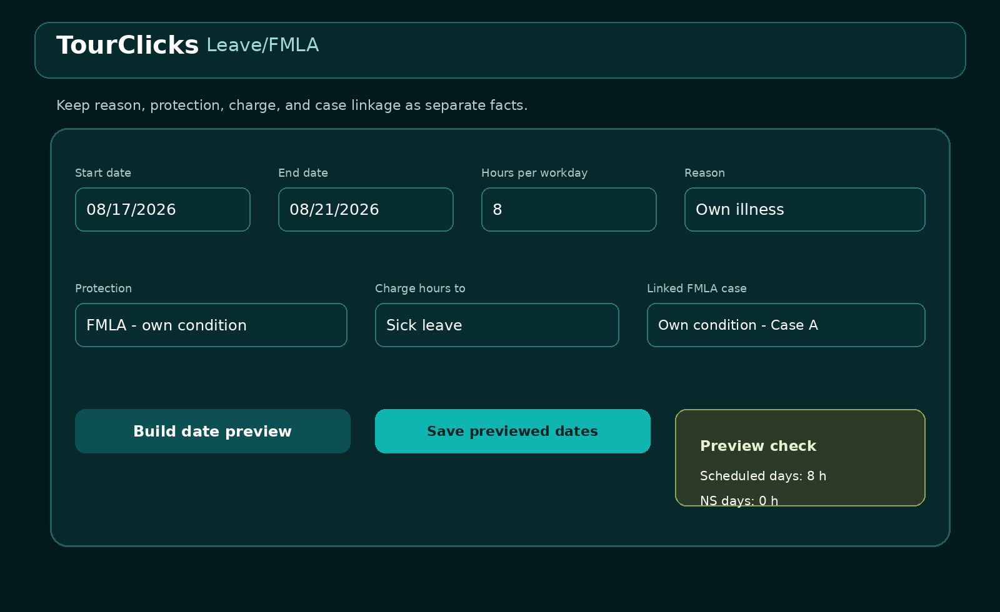 TourClicks Leave/FMLA
Keep reason, protection, charge, and case linkage as separate facts.
Start date
End date
Hours per workday
Reason
08/17/2026
08/21/2026
8
Own illness
Protection
Charge hours to
Linked FMLA case
FMLA - own condition
Sick leave
Own condition - Case A
Build date preview
Save previewed dates
Preview check
Scheduled days: 8 h
NS days: 0 h